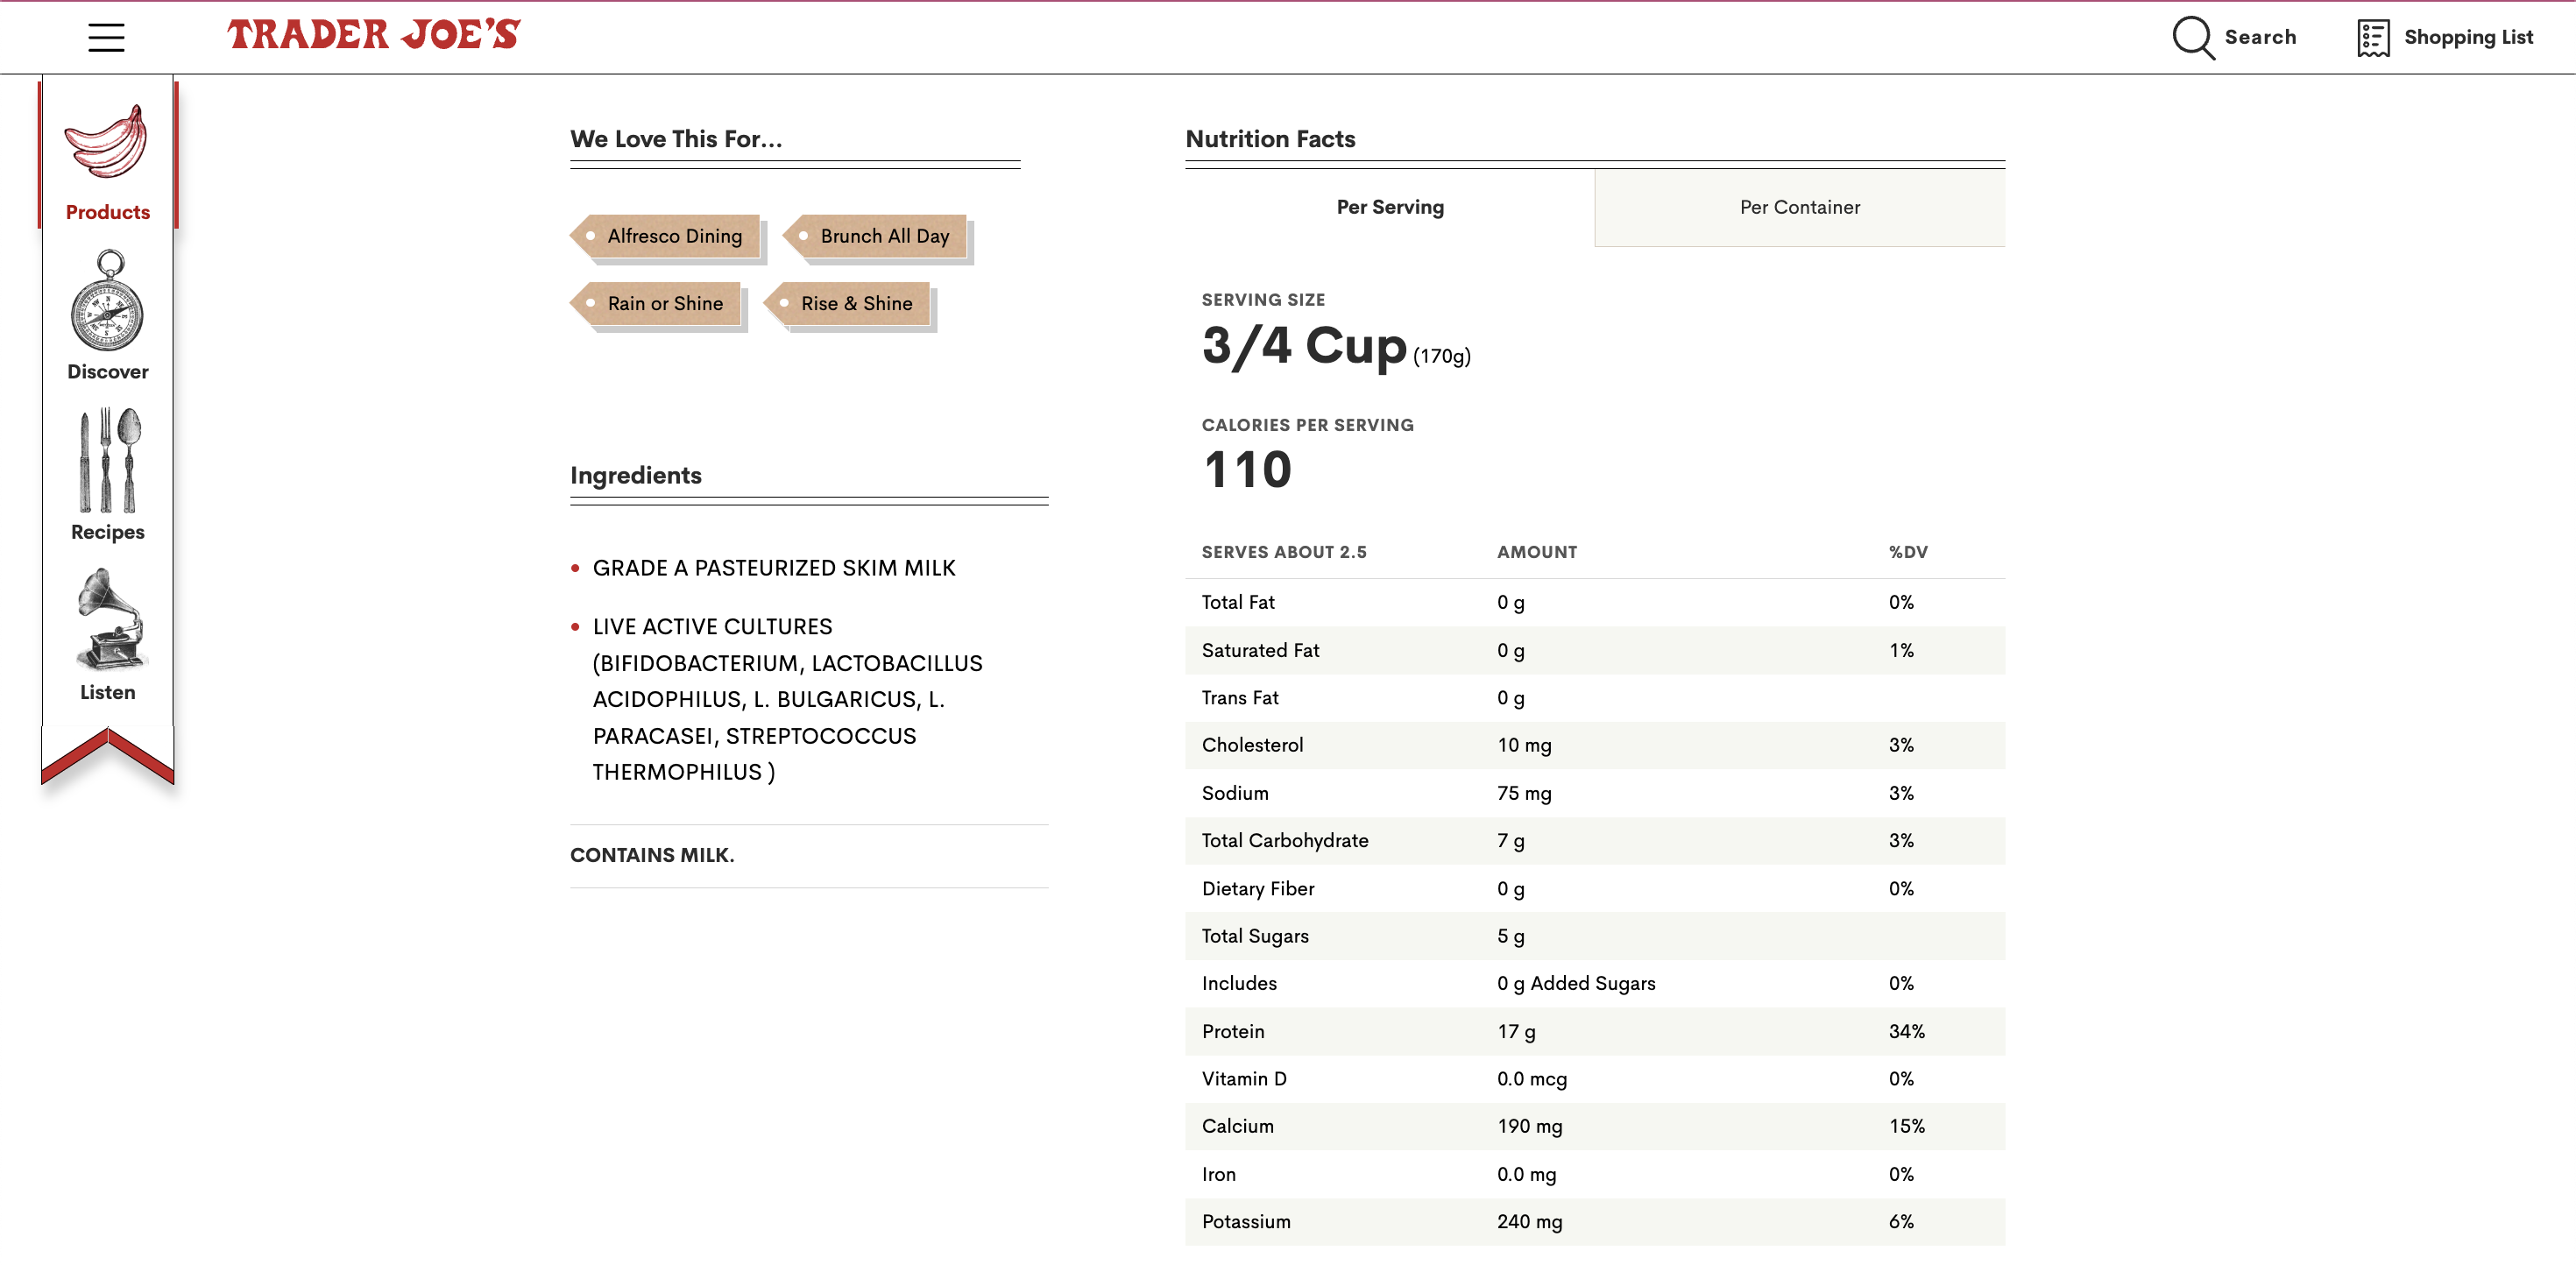 TRADER JOE'S
Search
Shopping List
Products
Discover
Recipes
Listen
We Love This For...
Alfresco Dining
Brunch All Day
Rain or Shine
Rise & Shine
Ingredients
GRADE A PASTEURIZED SKIM MILK
LIVE ACTIVE CULTURES
(BIFIDOBACTERIUM, LACTOBACILLUS
ACIDOPHILUS, L. BULGARICUS, L.
PARACASEI, STREPTOCOCCUS
THERMOPHILUS )
CONTAINS MILK.
Nutrition Facts
Per Serving
Per Container
SERVING SIZE
3/4 Cup (170g)
CALORIES PER SERVING
110
SERVES ABOUT 2.5 AMOUNT %DV
Total Fat 0 g 0%
Saturated Fat 0 g 1%
Trans Fat 0 g
Cholesterol 10 mg 3%
Sodium 75 mg 3%
Total Carbohydrate 7 g 3%
Dietary Fiber 0 g 0%
Total Sugars 5 g
Includes 0 g Added Sugars 0%
Protein 17 g 34%
Vitamin D 0.0 mcg 0%
Calcium 190 mg 15%
Iron 0.0 mg 0%
Potassium 240 mg 6%